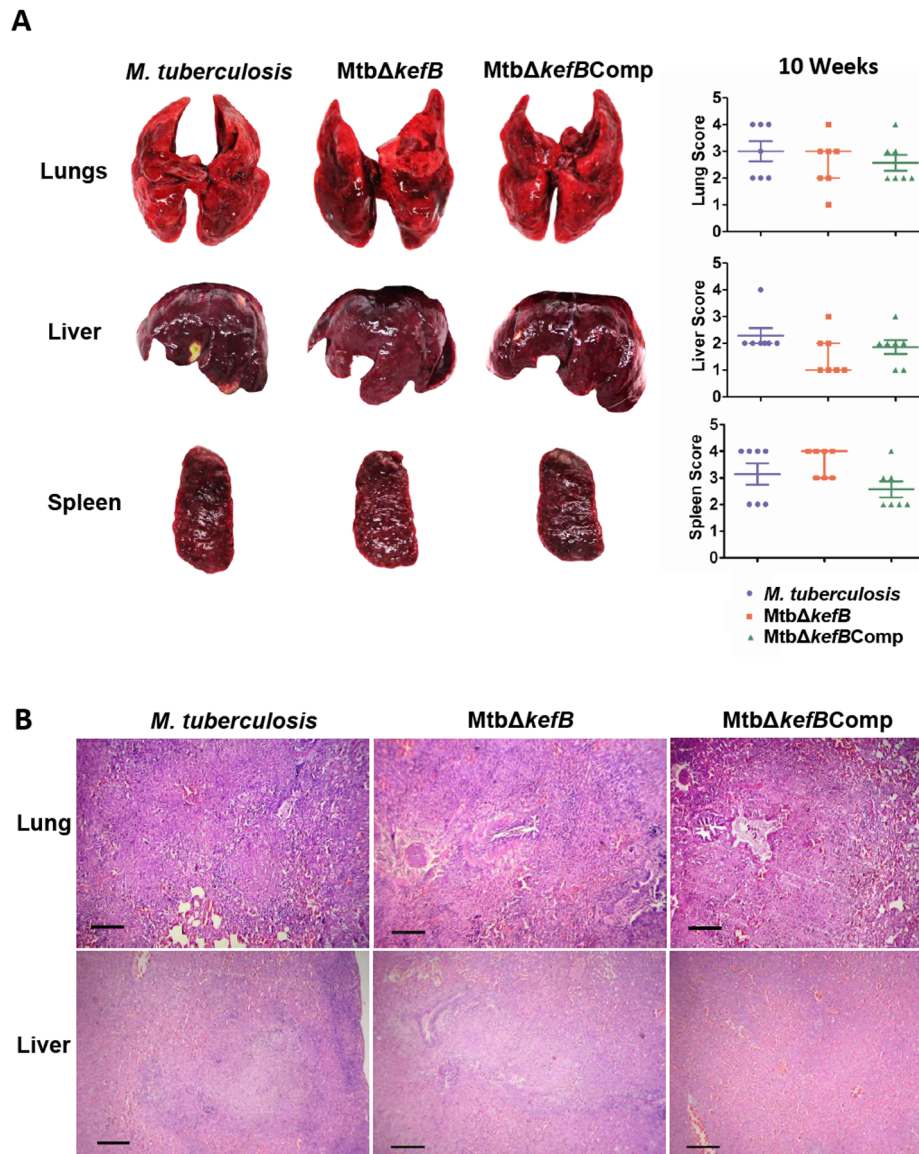 A
M. tuberculosis MtbΔkefB MtbΔkefBComp 10 Weeks
Lungs
Lung Score
5
4
3
2
1
0
Liver
Liver Score
5
4
3
2
1
0
Spleen
Spleen Score
5
4
3
2
1
0
M. tuberculosis
MtbΔkefB
MtbΔkefBComp
B
M. tuberculosis MtbΔkefB MtbΔkefBComp
Lung
Liver